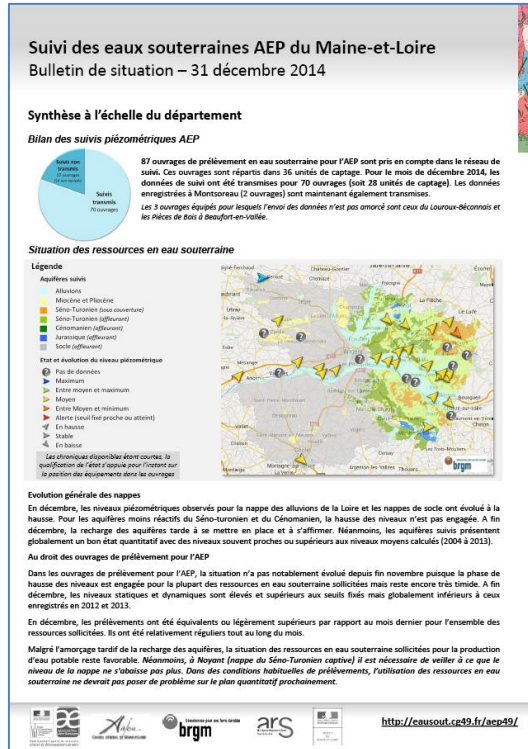 Suivi des eaux souterraines AEP du Maine-et-Loire
Bulletin de situation – 31 décembre 2014
Synthèse à l'échelle du département
Bilan des suivis piézométriques AEP
Suivis non
transmis
17 ouvrages
Suivis
transmis
70 ouvrages
87 ouvrages de prélèvement en eau souterraine pour l'AEP sont pris en compte dans le réseau de
suivi. Ces ouvrages sont répartis dans 36 unités de captage. Pour le mois de décembre 2014, les
données de suivi ont été transmises pour 70 ouvrages (soit 28 unités de captage). Les données
enregistrées à Montsoreau (2 ouvrages) sont maintenant également transmises.
Les 3 ouvrages équipés pour lesquels l'envoi des données n'est pas amorcé sont ceux du Louroux-Béconnais et
les Pièces de Bois à Beaufort-en-Vallée.
Situation des ressources en eau souterraine
Légende
Aquifères suivis
Alluvions
Miocène et Pliocène
Séno-Turonien (sous couverture)
Séno-Turonien (affleurant)
Cénomanien (affleurant)
Jurassique (affleurant)
Socle (affleurant)
Etat et évolution du niveau piézométrique
Pas de données
Maximum
Entre moyen et maximum
Moyen
Entre Moyen et minimum
Alerte (seuil fixé proche ou atteint)
En hausse
Stable
En baisse
Les chroniques disponibles étant courtes, la
qualification de l'état s'appuie pour l'instant sur
la position des équipements dans les ouvrages
La Flèche
Le Lude
brgm
Evolution générale des nappes
En décembre, les niveaux piézométriques observés pour la nappe des alluvions de la Loire et les nappes de socle ont évolué à la
hausse. Pour les aquifères moins réactifs du Séno-turonien et du Cénomanien, la hausse des niveaux n'est pas engagée. A fin
décembre, la recharge des aquifères tarde à se mettre en place et à s'affirmer. Néanmoins, les aquifères suivis présentent
globalement un bon état quantitatif avec des niveaux souvent proches ou supérieurs aux niveaux moyens calculés (2004 à 2013).
Au droit des ouvrages de prélèvement pour l'AEP
Dans les ouvrages de prélèvement pour l'AEP, la situation n'a pas notablement évolué depuis fin novembre puisque la phase de
hausse des niveaux est engagée pour la plupart des ressources en eau souterraine sollicitées mais reste encore très timide. A fin
décembre, les niveaux statiques et dynamiques sont élevés et supérieurs aux seuils fixés mais globalement inférieurs à ceux
enregistrés en 2012 et 2013.
En décembre, les prélèvements ont été équivalents ou légèrement supérieurs par rapport au mois dernier pour l'ensemble des
ressources sollicitées. Ils ont été relativement réguliers tout au long du mois.
Malgré l'amorçage tardif de la recharge des aquifères, la situation des ressources en eau souterraine sollicitées pour la production
d'eau potable reste favorable. Néanmoins, à Noyant (nappe du Séno-Turonien captive) il est nécessaire de veiller à ce que le
niveau de la nappe ne s'abaisse pas plus. Dans des conditions habituelles de prélèvements, l'utilisation des ressources en eau
souterraine ne devrait pas poser de problème sur le plan quantitatif prochainement.
brgm
ars
http://eausout.cg49.fr/aep49/